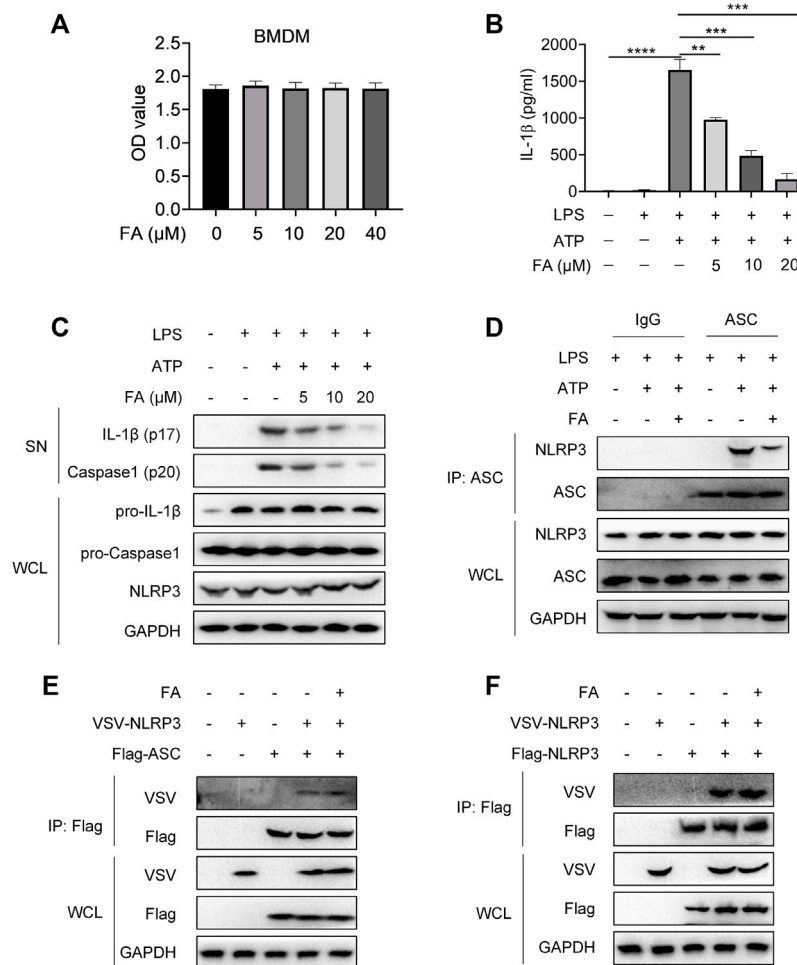 A
BMDM
OD value
2.5
2.0
1.5
1.0
0.5
0.0
FA (μM) 0 5 10 20 40
B
***
***
**** **
IL-1β (pg/ml)
2000
1500
1000
500
0
LPS – + + + + +
ATP – – + + + +
FA (μM) – – – 5 10 20
C
LPS - + + + + +
ATP - - + + + +
FA (μM) - - - 5 10 20
SN
IL-1β (p17)
Caspase1 (p20)
WCL
pro-IL-1β
pro-Caspase1
NLRP3
GAPDH
D
IgG ASC
LPS + + + + + +
ATP - + + - + +
FA - - + - - +
IP: ASC
NLRP3
ASC
WCL
NLRP3
ASC
GAPDH
E
FA - - - - +
VSV-NLRP3 - + - + +
Flag-ASC - - + + +
IP: Flag
VSV
Flag
WCL
VSV
Flag
GAPDH
F
FA - - - - +
VSV-NLRP3 - + - + +
Flag-NLRP3 - - + + +
IP: Flag
VSV
Flag
WCL
VSV
Flag
GAPDH